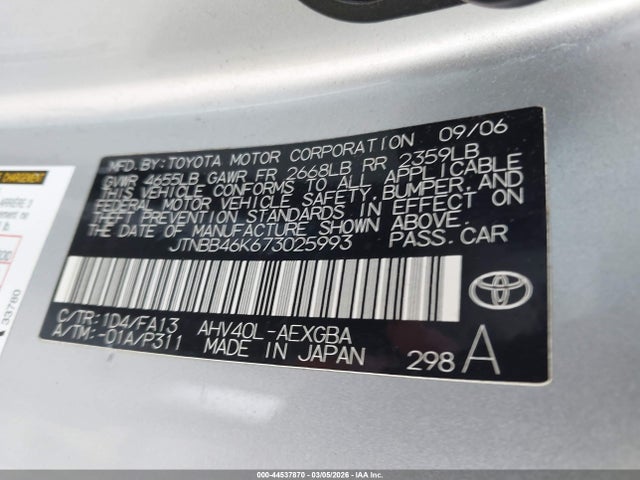 MFD. BY: TOYOTA MOTOR CORPORATION 09/06
GVWR 4655LB GAWR FR 2668LB RR 2359LB
THIS VEHICLE CONFORMS TO ALL APPLICABLE
FEDERAL MOTOR VEHICLE SAFETY, BUMPER, AND
THEFT PREVENTION STANDARDS IN EFFECT ON
THE DATE OF MANUFACTURE SHOWN ABOVE.
JTNBB46K673025993 PASS. CAR
C/TR: 1D4/FA13 AHV40L-AEXGBA
A/TM: -01A/P311 MADE IN JAPAN 298 A
CHARGEMENT
33780
000-44537870 - 03/05/2026 - IAA, Inc.